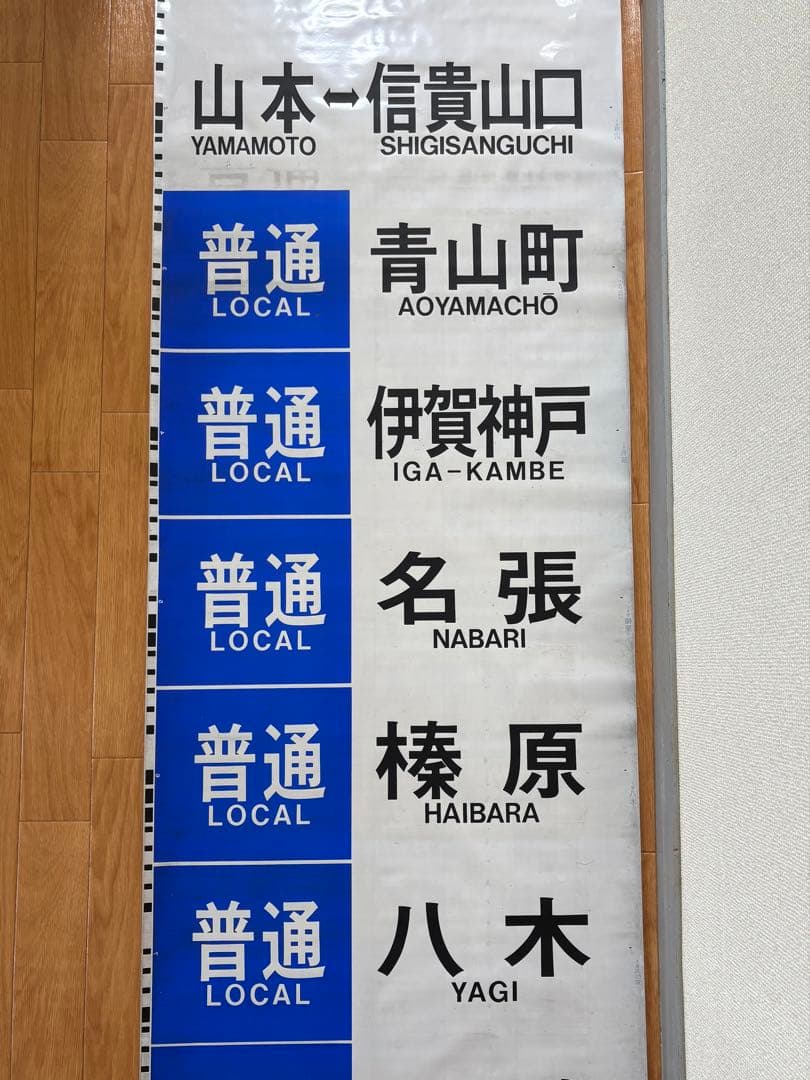 山本↔信貴山口
YAMAMOTO SHIGISANGUCHI
普通 青山町
LOCAL AOYAMACHŌ
普通 伊賀神戸
LOCAL IGA-KAMBE
普通 名張
LOCAL NABARI
普通 榛原
LOCAL HAIBARA
普通 八木
LOCAL YAGI